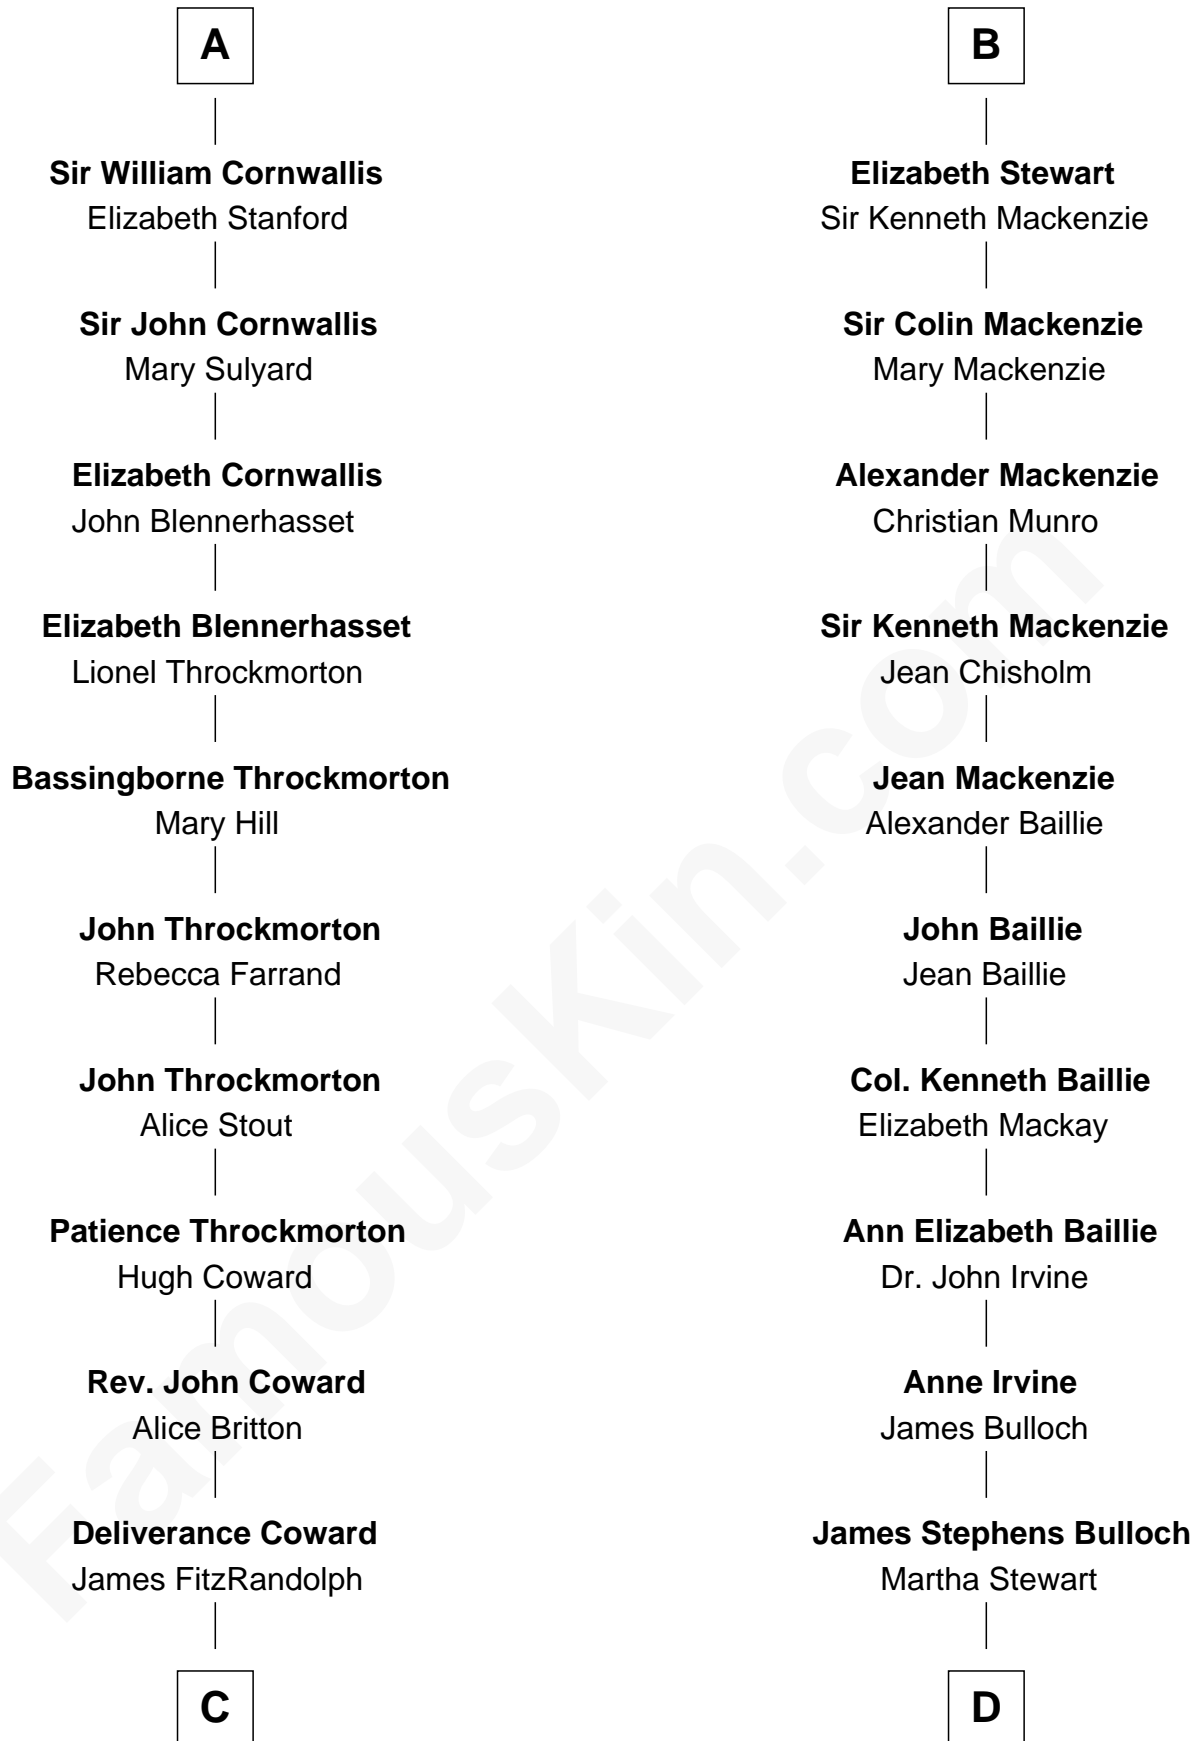 A
Sir William Cornwallis
Elizabeth Stanford
Sir John Cornwallis
Mary Sulyard
Elizabeth Cornwallis
John Blennerhasset
Elizabeth Blennerhasset
Lionel Throckmorton
Bassingborne Throckmorton
Mary Hill
John Throckmorton
Rebecca Farrand
John Throckmorton
Alice Stout
Patience Throckmorton
Hugh Coward
Rev. John Coward
Alice Britton
Deliverance Coward
James FitzRandolph
C
B
Elizabeth Stewart
Sir Kenneth Mackenzie
Sir Colin Mackenzie
Mary Mackenzie
Alexander Mackenzie
Christian Munro
Sir Kenneth Mackenzie
Jean Chisholm
Jean Mackenzie
Alexander Baillie
John Baillie
Jean Baillie
Col. Kenneth Baillie
Elizabeth Mackay
Ann Elizabeth Baillie
Dr. John Irvine
Anne Irvine
James Bulloch
James Stephens Bulloch
Martha Stewart
D
FamousKin.com